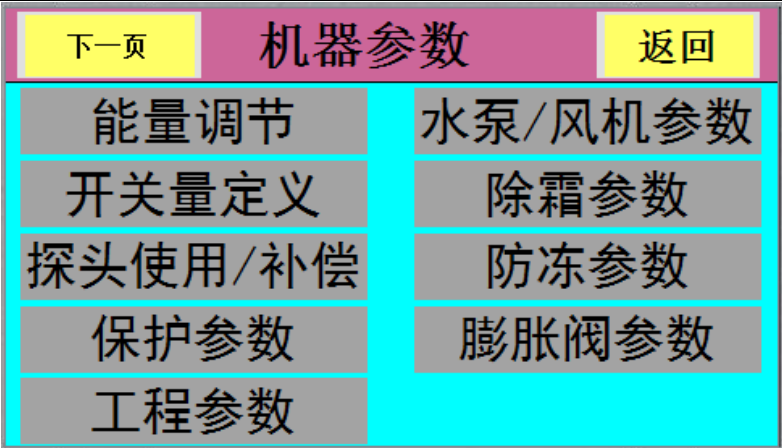 下一页
机器参数
返回
能量调节
水泵/风机参数
开关量定义
除霜参数
探头使用/补偿
防冻参数
保护参数
膨胀阀参数
工程参数